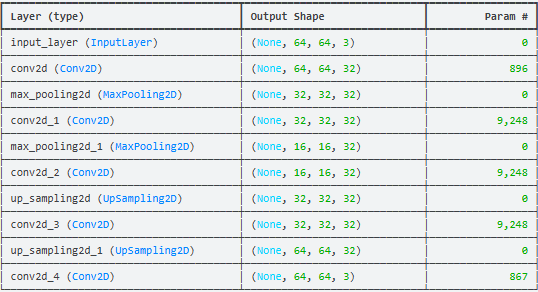 Layer (type) Output Shape Param #
input_layer (InputLayer) (None, 64, 64, 3) 0
conv2d (Conv2D) (None, 64, 64, 32) 896
max_pooling2d (MaxPooling2D) (None, 32, 32, 32) 0
conv2d_1 (Conv2D) (None, 32, 32, 32) 9,248
max_pooling2d_1 (MaxPooling2D) (None, 16, 16, 32) 0
conv2d_2 (Conv2D) (None, 16, 16, 32) 9,248
up_sampling2d (UpSampling2D) (None, 32, 32, 32) 0
conv2d_3 (Conv2D) (None, 32, 32, 32) 9,248
up_sampling2d_1 (UpSampling2D) (None, 64, 64, 32) 0
conv2d_4 (Conv2D) (None, 64, 64, 3) 867